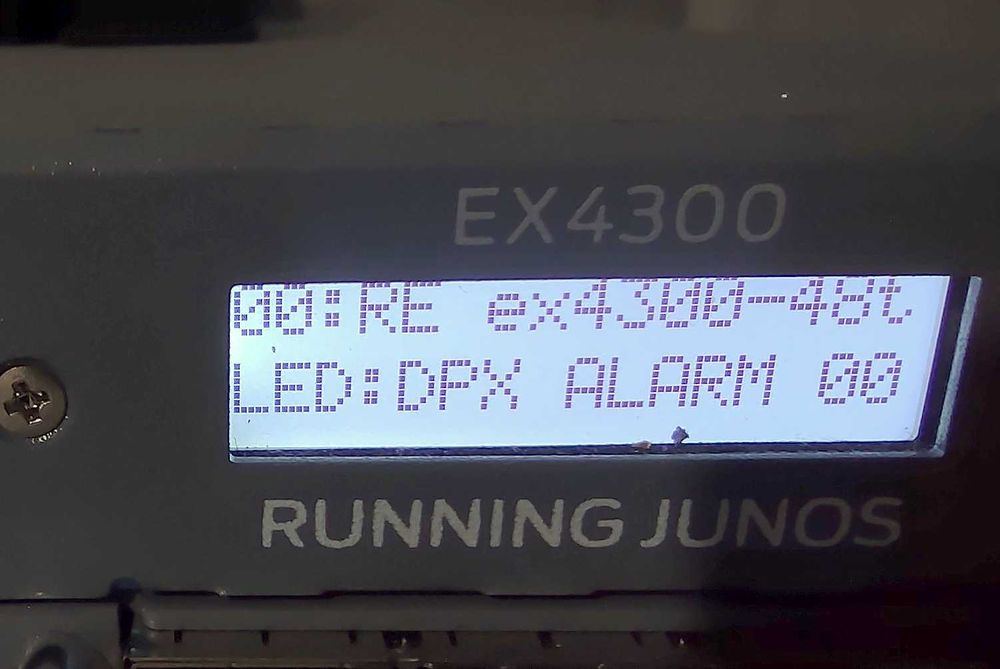 EX4300
00:RE ex4300-48t
LED:DPX ALARM 00
RUNNING JUNOS